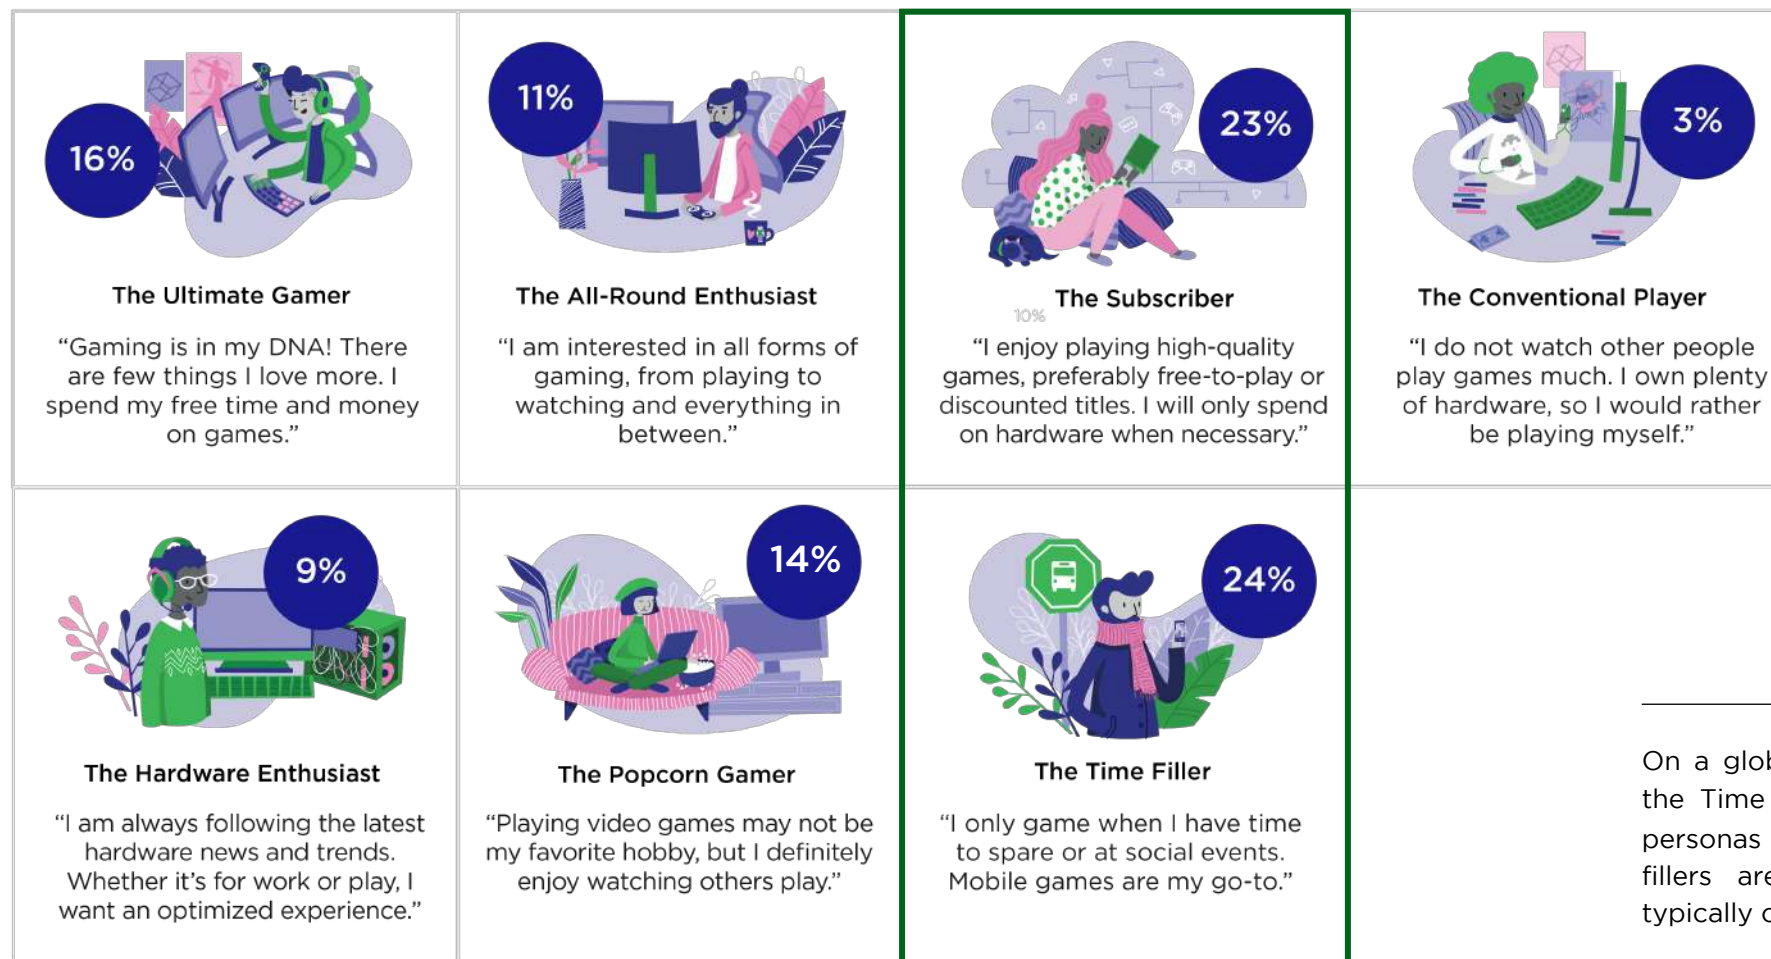 16%
The Ultimate Gamer
“Gaming is in my DNA! There
are few things I love more. I
spend my free time and money
on games.”
11%
The All-Round Enthusiast
“I am interested in all forms of
gaming, from playing to
watching and everything in
between.”
23%
The Subscriber
10%
“I enjoy playing high-quality
games, preferably free-to-play or
discounted titles. I will only spend
on hardware when necessary.”
3%
The Conventional Player
“I do not watch other people
play games much. I own plenty
of hardware, so I would rather
be playing myself.”
9%
The Hardware Enthusiast
“I am always following the latest
hardware news and trends.
Whether it’s for work or play, I
want an optimized experience.”
14%
The Popcorn Gamer
“Playing video games may not be
my favorite hobby, but I definitely
enjoy watching others play.”
24%
The Time Filler
“I only game when I have time
to spare or at social events.
Mobile games are my go-to.”
On a glob
the Time
personas
fillers are
typically